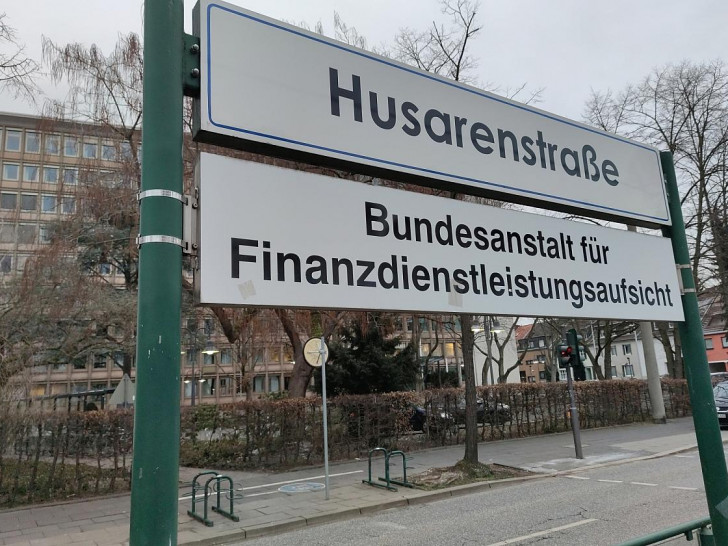 Husarenstraße
Bundesanstalt für
Finanzdienstleistungsaufsicht